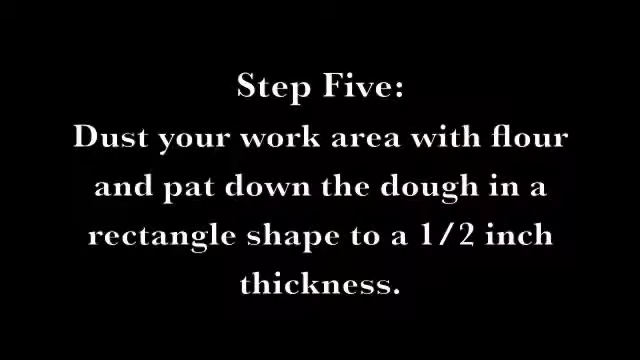 Step Five:
Dust your work area with flour
and pat down the dough in a
rectangle shape to a 1/2 inch
thickness.